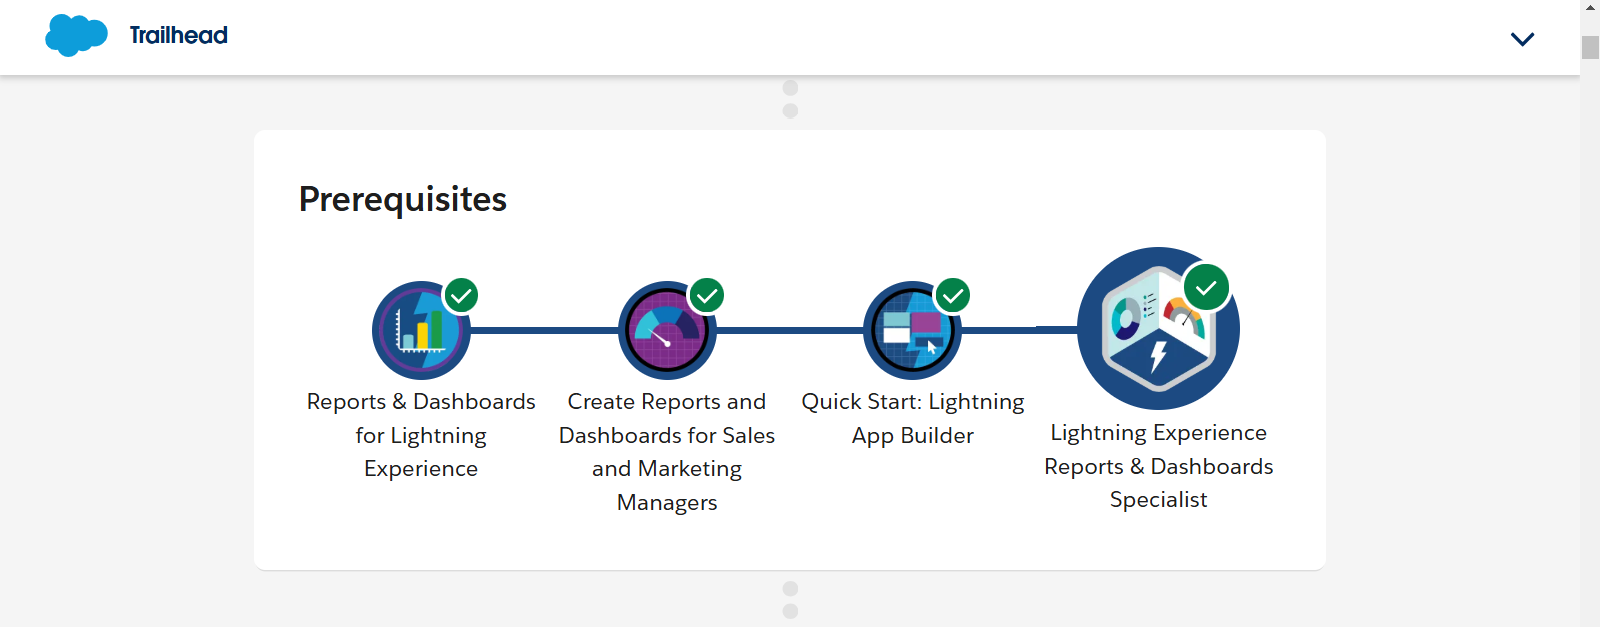 Trailhead
Prerequisites
Reports & Dashboards
for Lightning
Experience
Create Reports and
Dashboards for Sales
and Marketing
Managers
Quick Start: Lightning
App Builder
Lightning Experience
Reports & Dashboards
Specialist